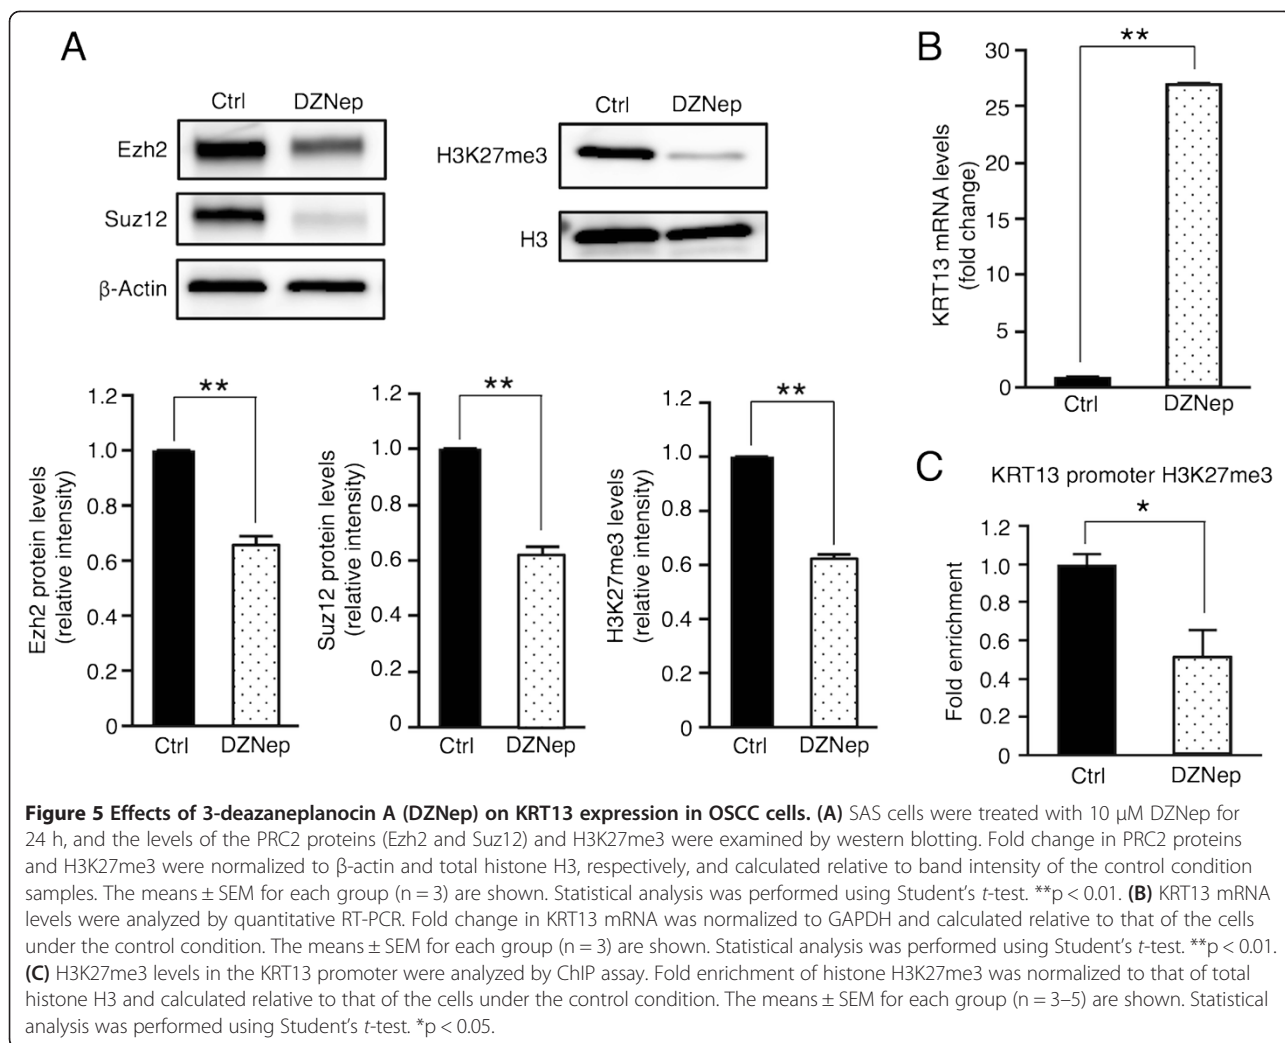 A
Ctrl DZNep
Ezh2
Suz12
β-Actin
Ctrl DZNep
H3K27me3
H3
Ezh2 protein levels
(relative intensity)
1.2
1.0
0.8
0.6
0.4
0.2
0
**
Ctrl DZNep
Suz12 protein levels
(relative intensity)
1.2
1.0
0.8
0.6
0.4
0.2
0
**
Ctrl DZNep
H3K27me3 levels
(relative intensity)
1.2
1.0
0.8
0.6
0.4
0.2
0
**
Ctrl DZNep
B
KRT13 mRNA levels
(fold change)
30
25
20
15
10
5
0
**
Ctrl DZNep
C
KRT13 promoter H3K27me3
Fold enrichment
1.2
1.0
0.8
0.6
0.4
0.2
0
*
Ctrl DZNep
Figure 5 Effects of 3-deazaneplanocin A (DZNep) on KRT13 expression in OSCC cells. (A) SAS cells were treated with 10 μM DZNep for
24 h, and the levels of the PRC2 proteins (Ezh2 and Suz12) and H3K27me3 were examined by western blotting. Fold change in PRC2 proteins
and H3K27me3 were normalized to β-actin and total histone H3, respectively, and calculated relative to band intensity of the control condition
samples. The means ± SEM for each group (n = 3) are shown. Statistical analysis was performed using Student's t-test. **p < 0.01. (B) KRT13 mRNA
levels were analyzed by quantitative RT-PCR. Fold change in KRT13 mRNA was normalized to GAPDH and calculated relative to that of the cells
under the control condition. The means ± SEM for each group (n = 3) are shown. Statistical analysis was performed using Student's t-test. **p < 0.01.
(C) H3K27me3 levels in the KRT13 promoter were analyzed by ChIP assay. Fold enrichment of histone H3K27me3 was normalized to that of total
histone H3 and calculated relative to that of the cells under the control condition. The means ± SEM for each group (n = 3–5) are shown. Statistical
analysis was performed using Student's t-test. *p < 0.05.